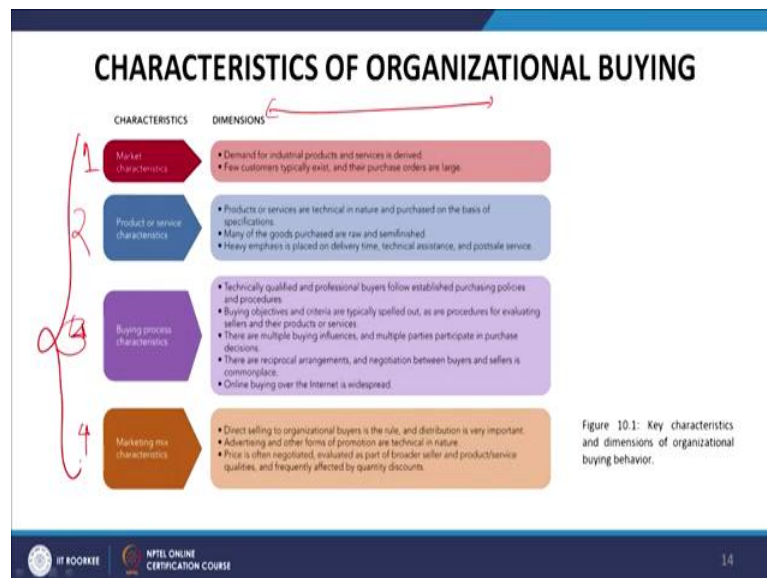 CHARACTERISTICS OF ORGANIZATIONAL BUYING
CHARACTERISTICS DIMENSIONS
1
Market
characteristics
• Demand for industrial products and services is derived.
• Few customers typically exist, and their purchase orders are large.
2
Product or service
characteristics
• Products or services are technical in nature and purchased on the basis of
specifications.
• Many of the goods purchased are raw and semifinished.
• Heavy emphasis is placed on delivery time, technical assistance, and postsale service.
Buying process
characteristics
• Technically qualified and professional buyers follow established purchasing policies
and procedures.
• Buying objectives and criteria are typically spelled out, as are procedures for evaluating
sellers and their products or services.
• There are multiple buying influences, and multiple parties participate in purchase
decisions.
• There are reciprocal arrangements, and negotiation between buyers and sellers is
commonplace.
• Online buying over the Internet is widespread.
4
Marketing mix
characteristics
• Direct selling to organizational buyers is the rule, and distribution is very important.
• Advertising and other forms of promotion are technical in nature.
• Price is often negotiated, evaluated as part of broader seller and product/service
qualities, and frequently affected by quantity discounts.
Figure 10.1: Key characteristics
and dimensions of organizational
buying behavior.
IIT ROORKEE
NPTEL ONLINE
CERTIFICATION COURSE
14